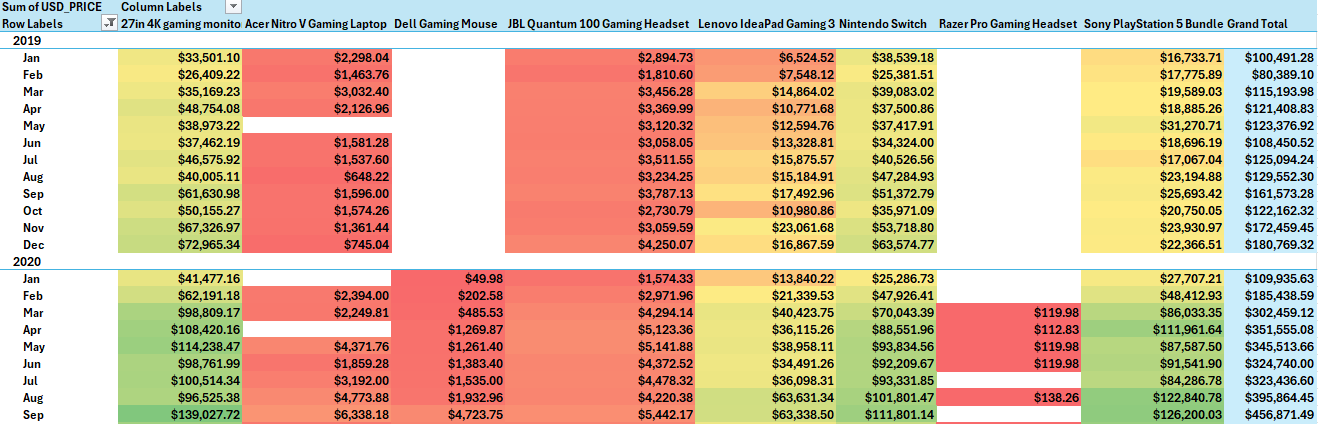 Sum of USD_PRICE Column Labels
Row Labels 27in 4K gaming monito Acer Nitro V Gaming Laptop Dell Gaming Mouse JBL Quantum 100 Gaming Headset Lenovo IdeaPad Gaming 3 Nintendo Switch Razer Pro Gaming Headset Sony PlayStation 5 Bundle Grand Total
2019
Jan $33,501.10 $2,298.04 $2,894.73 $6,524.52 $38,539.18 $16,733.71 $100,491.28
Feb $26,409.22 $1,463.76 $1,810.60 $7,548.12 $25,381.51 $17,775.89 $80,389.10
Mar $35,169.23 $3,032.40 $3,456.28 $14,864.02 $39,083.02 $19,589.03 $115,193.98
Apr $48,754.08 $2,126.96 $3,369.99 $10,771.68 $37,500.86 $18,885.26 $121,408.83
May $38,973.22 $3,120.32 $12,594.76 $37,417.91 $31,270.71 $123,376.92
Jun $37,462.19 $1,581.28 $3,058.05 $13,328.81 $34,324.00 $18,696.19 $108,450.52
Jul $46,575.92 $1,537.60 $3,511.55 $15,875.57 $40,526.56 $17,067.04 $125,094.24
Aug $40,005.11 $648.22 $3,234.25 $15,184.91 $47,284.93 $23,194.88 $129,552.30
Sep $61,630.98 $1,596.00 $3,787.13 $17,492.96 $51,372.79 $25,693.42 $161,573.28
Oct $50,155.27 $1,574.26 $2,730.79 $10,980.86 $35,971.09 $20,750.05 $122,162.32
Nov $67,326.97 $1,361.44 $3,059.59 $23,061.68 $53,718.80 $23,930.97 $172,459.45
Dec $72,965.34 $745.04 $4,250.07 $16,867.59 $63,574.77 $22,366.51 $180,769.32
2020
Jan $41,477.16 $49.98 $1,574.33 $13,840.22 $25,286.73 $27,707.21 $109,935.63
Feb $62,191.18 $2,394.00 $202.58 $2,971.96 $21,339.53 $47,926.41 $48,412.93 $185,438.59
Mar $98,809.17 $2,249.81 $485.53 $4,294.14 $40,423.75 $70,043.39 $119.98 $86,033.35 $302,459.12
Apr $108,420.16 $1,269.87 $5,123.36 $36,115.26 $88,551.96 $112.83 $111,961.64 $351,555.08
May $114,238.47 $4,371.76 $1,261.40 $5,141.88 $38,958.11 $93,834.56 $119.98 $87,587.50 $345,513.66
Jun $98,761.99 $1,859.28 $1,383.40 $4,372.52 $34,491.26 $92,209.67 $119.98 $91,541.90 $324,740.00
Jul $100,514.34 $3,192.00 $1,535.00 $4,478.32 $36,098.31 $93,331.85 $84,286.78 $323,436.60
Aug $96,525.38 $4,773.88 $1,932.96 $4,220.38 $63,631.34 $101,801.47 $138.26 $122,840.78 $395,864.45
Sep $139,027.72 $6,338.18 $4,723.75 $5,442.17 $63,338.50 $111,801.14 $126,200.03 $456,871.49